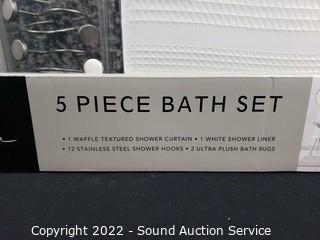 5 PIECE BATH SET
• 1 WAFFLE TEXTURED SHOWER CURTAIN • 1 WHITE SHOWER LINER
• 12 STAINLESS STEEL SHOWER HOOKS • 2 ULTRA PLUSH BATH RUGS
Copyright 2022 - Sound Auction Service